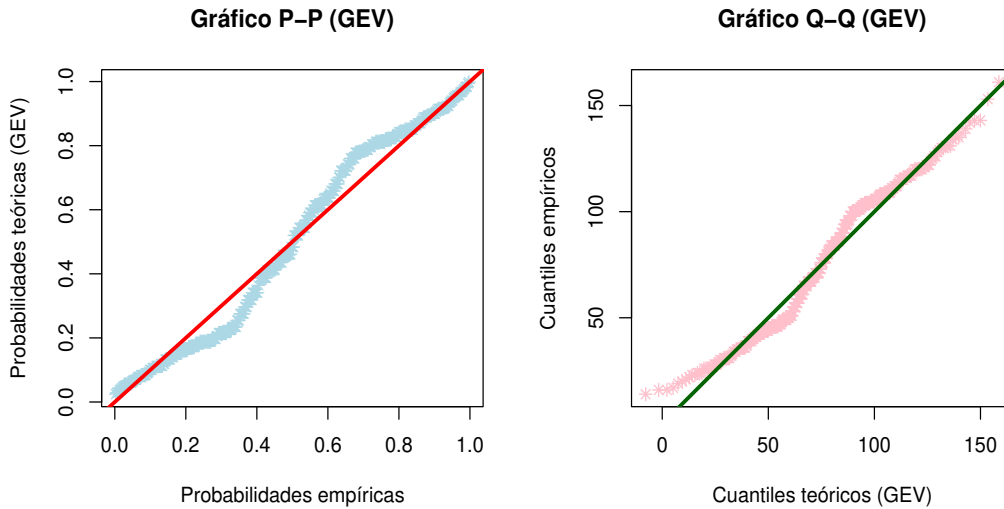 Gráfico P−P (GEV)
Probabilidades teóricas (GEV)
1.0
0.8
0.6
0.4
0.2
0.0
0.0 0.2 0.4 0.6 0.8 1.0
Probabilidades empíricas
Gráfico Q−Q (GEV)
Cuantiles empíricos
150
100
50
0 50 100 150
Cuantiles teóricos (GEV)